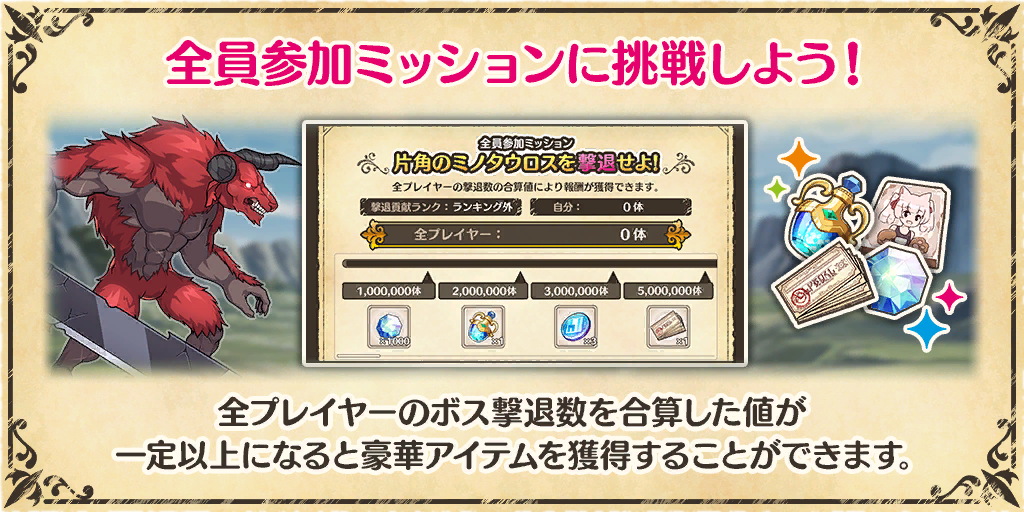 全員参加ミッションに挑戦しよう!
全員参加ミッション
片角のミノタウロスを撃退せよ!
全プレイヤーの撃退数の合算値により報酬が獲得できます。
撃退貢献ランク:ランキング外 自分: 0体
全プレイヤー: 0体
1,000,000体 2,000,000体 3,000,000体 5,000,000体
x1000 x1 x3 x1
全プレイヤーのボス撃退数を合算した値が
一定以上になると豪華アイテムを獲得することができます。